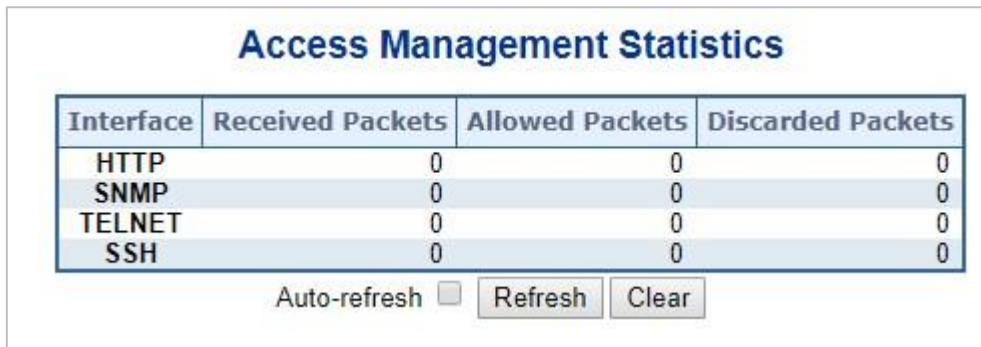 Access Management Statistics
Interface Received Packets Allowed Packets Discarded Packets
HTTP 0 0 0
SNMP 0 0 0
TELNET 0 0 0
SSH 0 0 0
Auto-refresh Refresh Clear